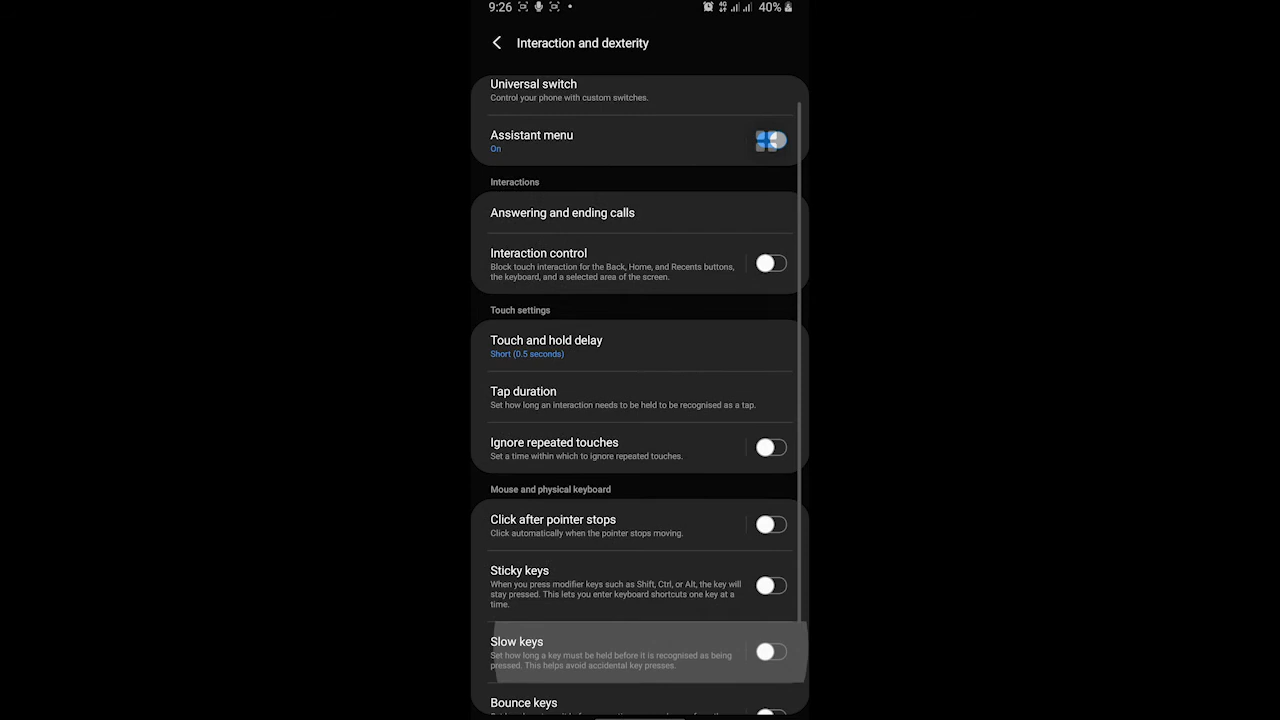 9:26 4G 40%
Interaction and dexterity
Universal switch
Control your phone with custom switches.
Assistant menu
On
Interactions
Answering and ending calls
Interaction control
Block touch interaction for the Back, Home, and Recents buttons,
the keyboard, and a selected area of the screen.
Touch settings
Touch and hold delay
Short (0.5 seconds)
Tap duration
Set how long an interaction needs to be held to be recognised as a tap.
Ignore repeated touches
Set a time within which to ignore repeated touches.
Mouse and physical keyboard
Click after pointer stops
Click automatically when the pointer stops moving.
Sticky keys
When you press modifier keys such as Shift, Ctrl, or Alt, the key will
stay pressed. This lets you enter keyboard shortcuts one key at a
time.
Slow keys
Set how long a key must be held before it is recognised as being
pressed. This helps avoid accidental key presses.
Bounce keys